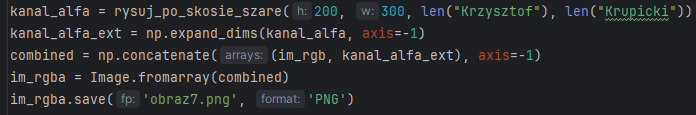 kanal_alfa = rysuj_po_skosie_szare( h: 200, w: 300, len("Krzysztof"), len("Krupicki"))
kanal_alfa_ext = np.expand_dims(kanal_alfa, axis=-1)
combined = np.concatenate( arrays: (im_rgb, kanal_alfa_ext), axis=-1)
im_rgba = Image.fromarray(combined)
im_rgba.save( fp: 'obraz7.png', format: 'PNG')